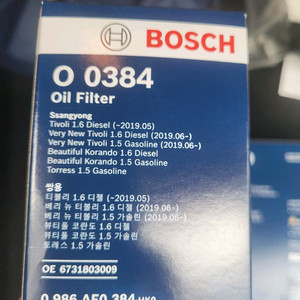 BOSCH
O 0384
Oil Filter
Ssangyong
Tivoli 1.6 Diesel (~2019.05)
Very New Tivoli 1.6 Diesel (2019.06~)
Very New Tivoli 1.5 Gasoline (2019.06~)
Beautiful Korando 1.6 Diesel
Beautiful Korando 1.5 Gasoline
Torress 1.5 Gasoline
쌍용
티볼리 1.6 디젤 (~2019.05)
베리 뉴 티볼리 1.6 디젤 (2019.06~)
베리 뉴 티볼리 1.5 가솔린 (2019.06~)
뷰티풀 코란도 1.6 디젤
뷰티풀 코란도 1.5 가솔린
토레스 1.5 가솔린
OE 6731803009
0 986 AF0 384